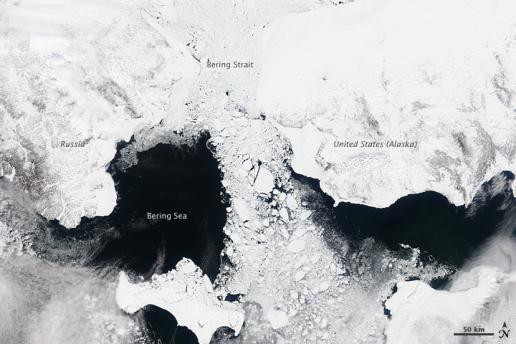 Bering Strait
Russia
United States (Alaska)
Bering Sea
50 km
N